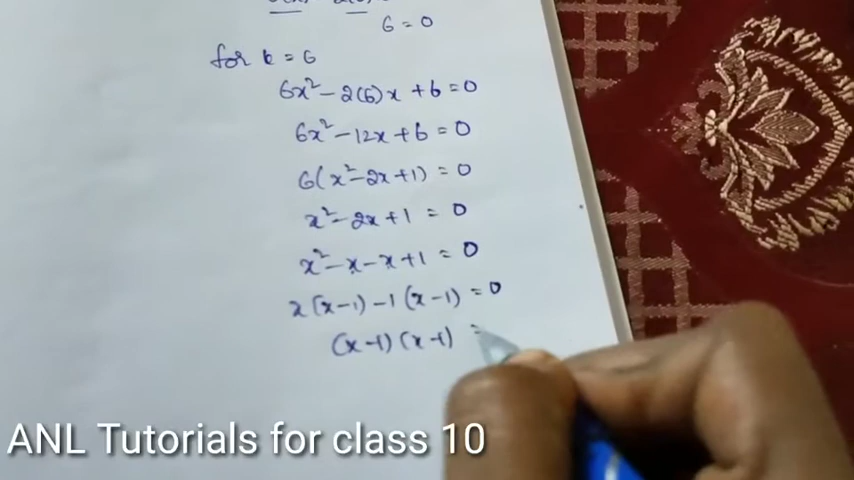 6 = 0
for k = 6
6x² - 2(6)x + 6 = 0
6x² - 12x + 6 = 0
6(x² - 2x + 1) = 0
x² - 2x + 1 = 0
x² - x - x + 1 = 0
x(x - 1) - 1(x - 1) = 0
(x - 1)(x - 1) =
ANL Tutorials for class 10